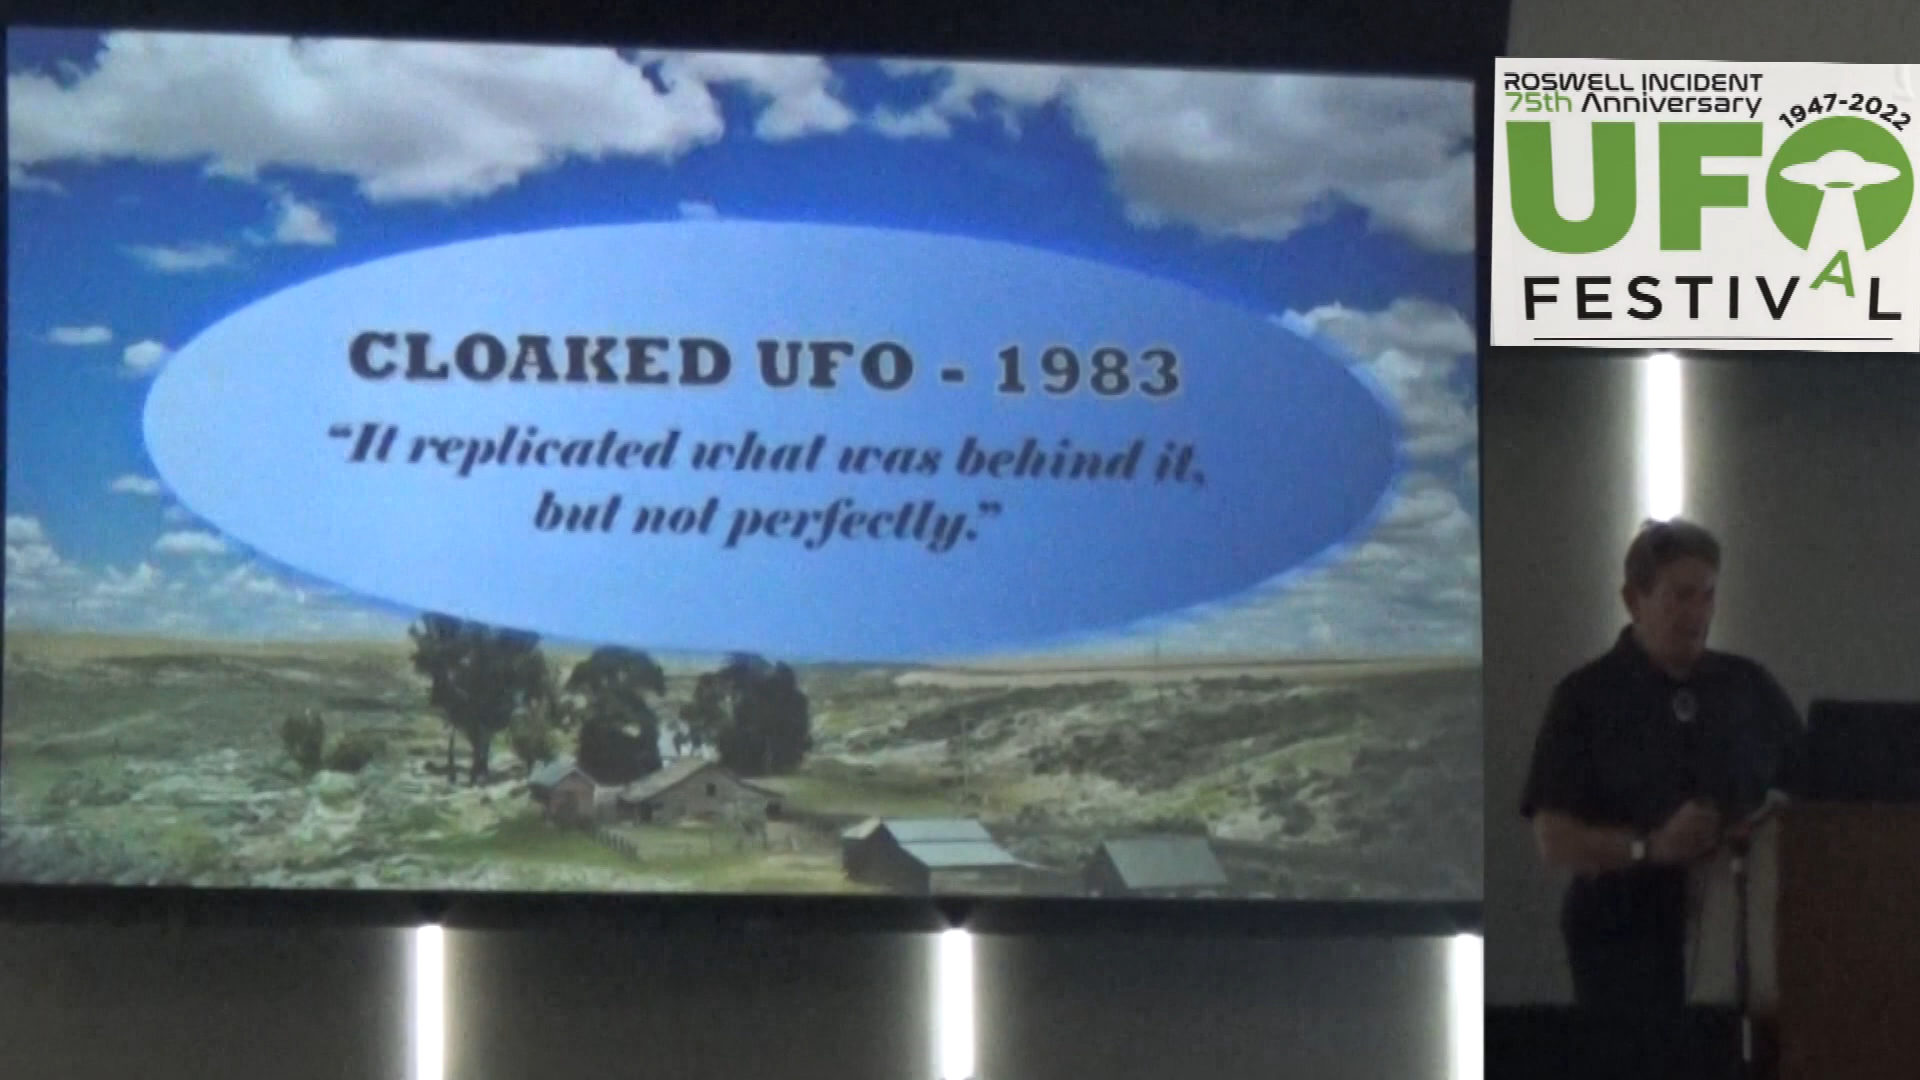 CLOAKED UFO - 1983
“It replicated what was behind it,
but not perfectly.”
ROSWELL INCIDENT
75th Anniversary
1947-2022
UFO
FESTIVAL